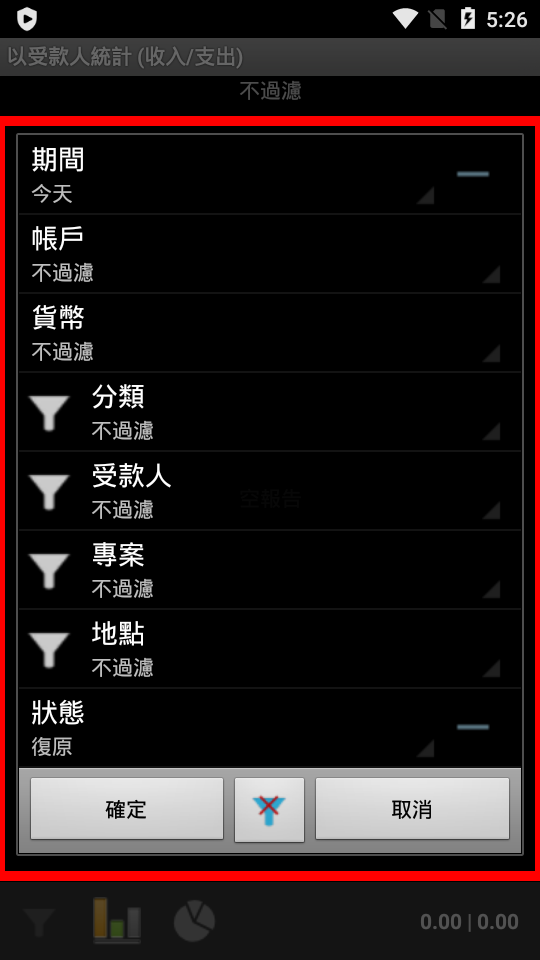 5:26
以受款人統計 (收入/支出)
不過濾
期間
今天
帳戶
不過濾
貨幣
不過濾
分類
不過濾
受款人
不過濾
空報告
專案
不過濾
地點
不過濾
狀態
復原
確定
取消
0.00 | 0.00